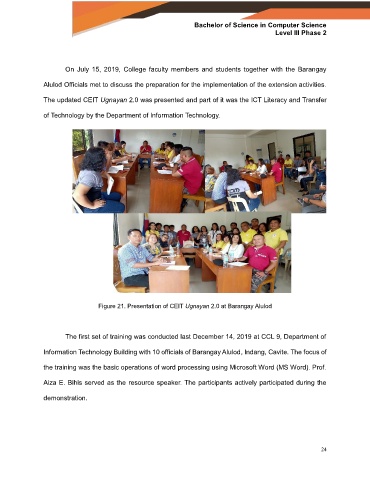 Bachelor of Science in Computer Science
Level III Phase 2
On July 15, 2019, College faculty members and students together with the Barangay
Alulod Officials met to discuss the preparation for the implementation of the extension activities.
The updated CEIT Ugnayan 2.0 was presented and part of it was the ICT Literacy and Transfer
of Technology by the Department of Information Technology.
Figure 21. Presentation of CEIT Ugnayan 2.0 at Barangay Alulod
The first set of training was conducted last December 14, 2019 at CCL 9, Department of
Information Technology Building with 10 officials of Barangay Alulod, Indang, Cavite. The focus of
the training was the basic operations of word processing using Microsoft Word (MS Word). Prof.
Aiza E. Bihis served as the resource speaker. The participants actively participated during the
demonstration.
24